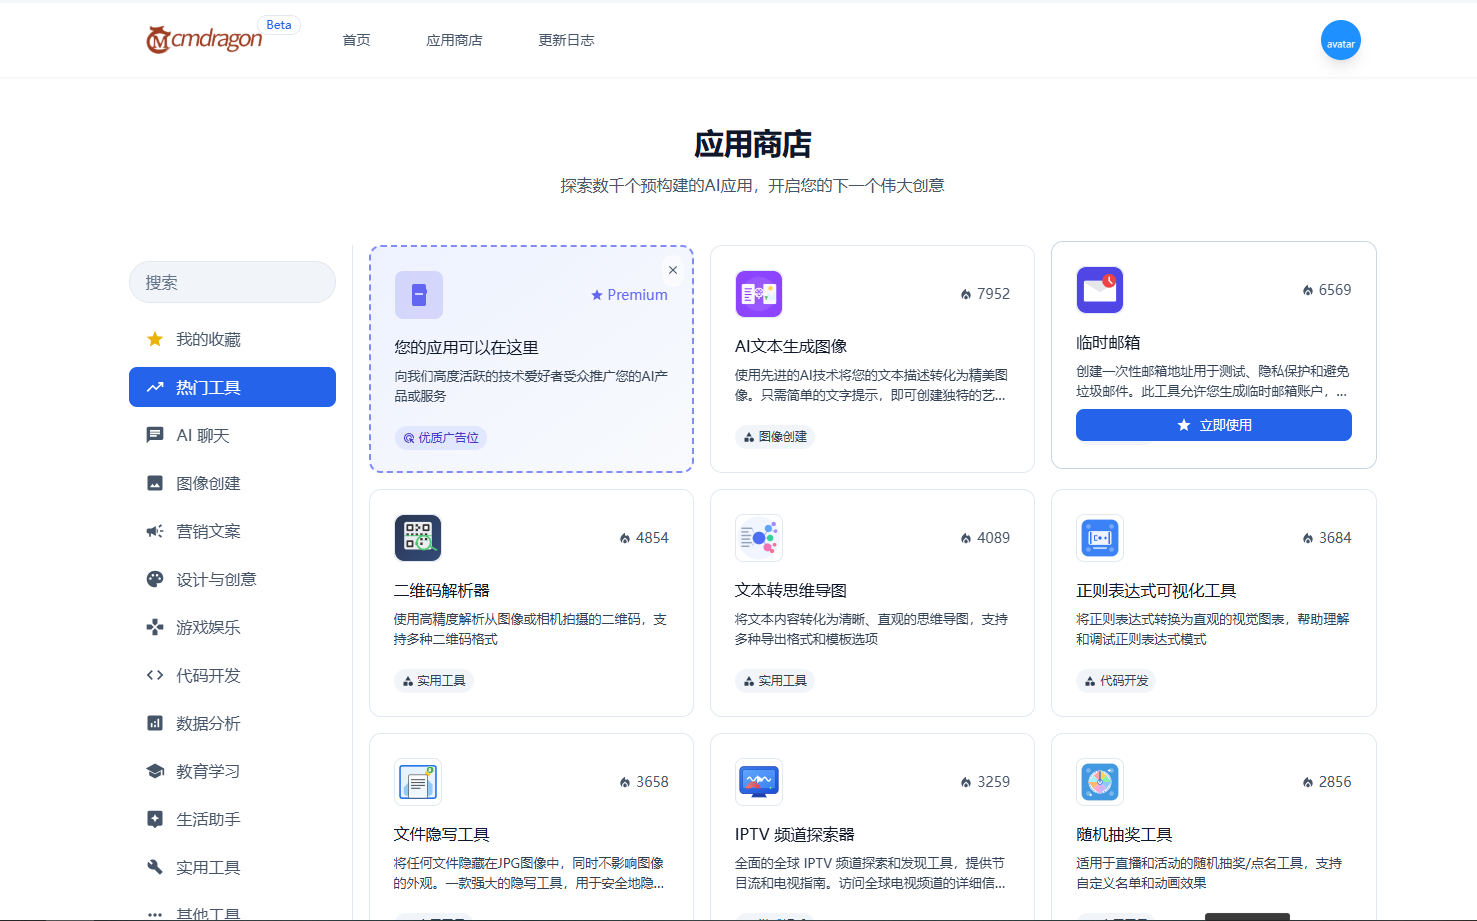 cmdragon
Beta
首页
应用商店
更新日志
avatar
应用商店
探索数千个预构建的AI应用，开启您的下一个伟大创意
搜索
我的收藏
热门工具
AI 聊天
图像创建
营销文案
设计与创意
游戏娱乐
代码开发
数据分析
教育学习
生活助手
实用工具
其他工具
Premium
您的应用可以在这里
向我们高度活跃的技术爱好者受众推广您的AI产
品或服务
优质广告位
7952
AI文本生成图像
使用先进的AI技术将您的文本描述转化为精美图
像。只需简单的文字提示，即可创建独特的艺...
图像创建
6569
临时邮箱
创建一次性邮箱地址用于测试、隐私保护和避免
垃圾邮件。此工具允许您生成临时邮箱账户，...
立即使用
4854
二维码解析器
使用高精度解析从图像或相机拍摄的二维码，支
持多种二维码格式
实用工具
4089
文本转思维导图
将文本内容转化为清晰、直观的思维导图，支持
多种导出格式和模板选项
实用工具
3684
正则表达式可视化工具
将正则表达式转换为直观的视觉图表，帮助理解
和调试正则表达式模式
代码开发
3658
文件隐写工具
将任何文件隐藏在JPG图像中，同时不影响图像
的外观。一款强大的隐写工具，用于安全地隐...
3259
IPTV 频道探索器
全面的全球 IPTV 频道探索和发现工具，提供节
目流和电视指南。访问全球电视频道的详细信...
2856
随机抽奖工具
适用于直播和活动的随机抽奖/点名工具，支持
自定义名单和动画效果